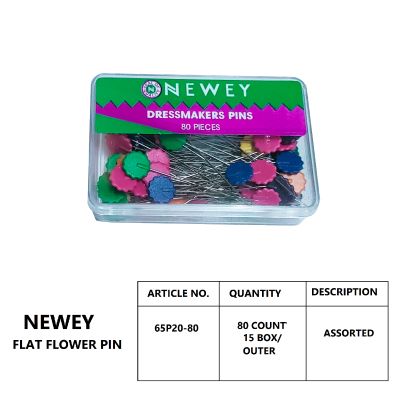 NEWEY
DRESSMAKERS PINS
80 PIECES
ARTICLE NO. QUANTITY DESCRIPTION
NEWEY
FLAT FLOWER PIN
65P20-80 80 COUNT ASSORTED
15 BOX/
OUTER